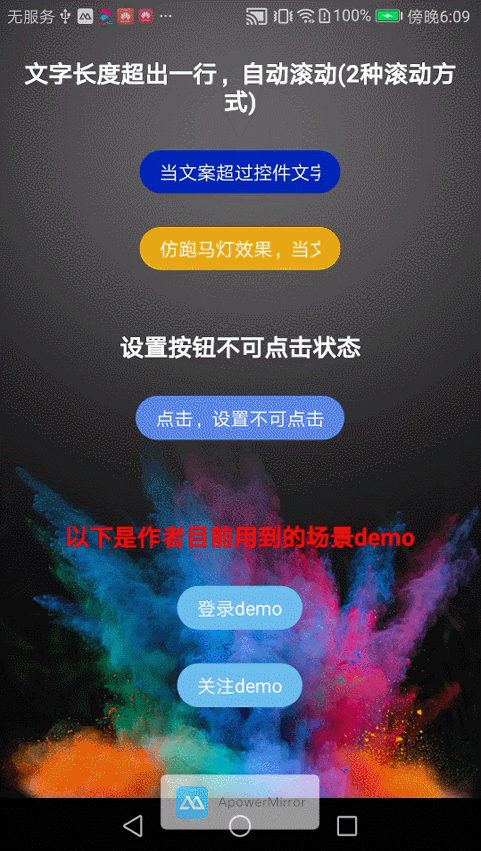 无服务 100% 傍晚6:09
文字长度超出一行，自动滚动(2种滚动方
式)
当文案超过控件文字
仿跑马灯效果，当文
设置按钮不可点击状态
点击，设置不可点击
以下是作者目前用到的场景demo
登录demo
关注demo
ApowerMirror